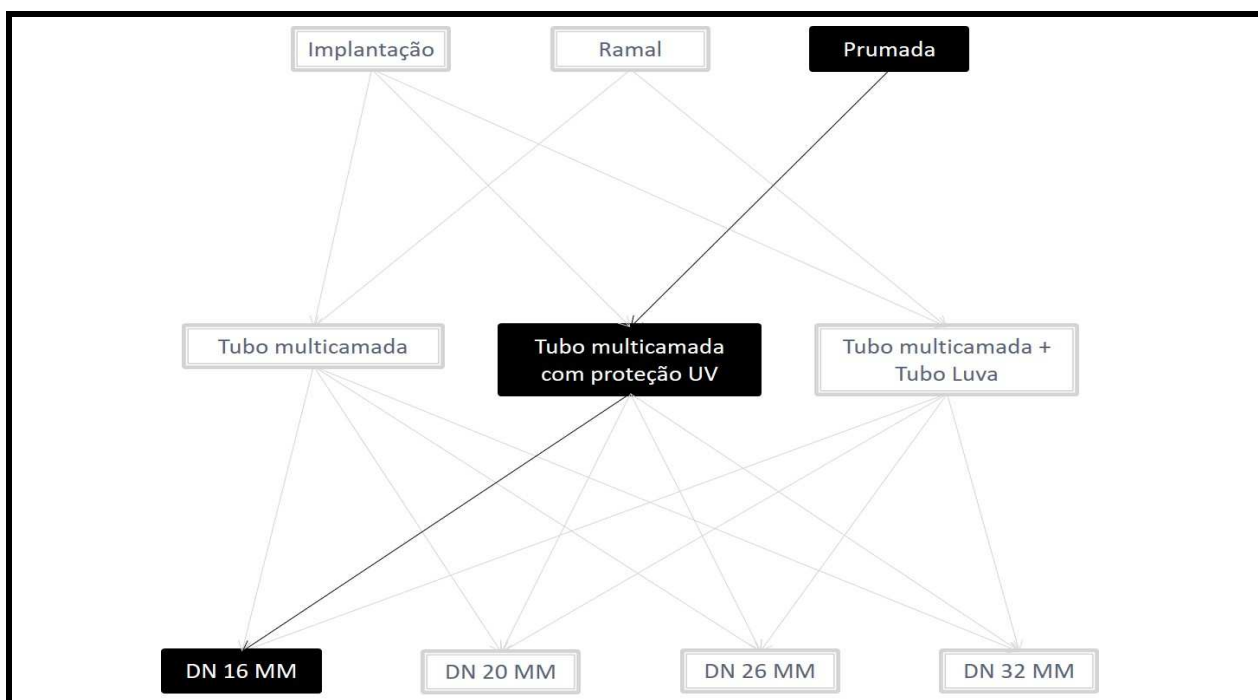 Implantação
Ramal
Prumada
Tubo multicamada
Tubo multicamada
com proteção UV
Tubo multicamada +
Tubo Luva
DN 16 MM
DN 20 MM
DN 26 MM
DN 32 MM